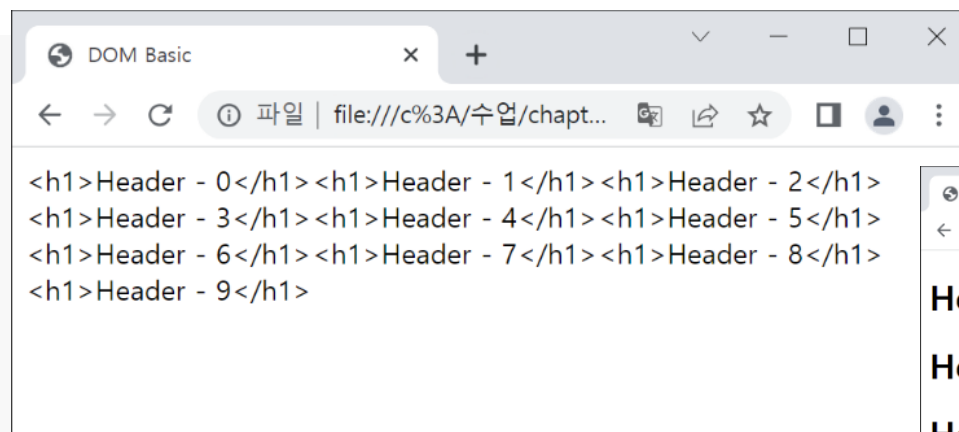 DOM Basic
파일 | file:///c%3A/수업/chapt...
<h1>Header - 0</h1><h1>Header - 1</h1><h1>Header - 2</h1>
<h1>Header - 3</h1><h1>Header - 4</h1><h1>Header - 5</h1>
<h1>Header - 6</h1><h1>Header - 7</h1><h1>Header - 8</h1>
<h1>Header - 9</h1>